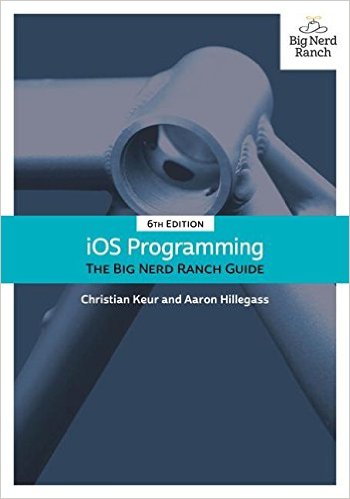 Big Nerd
Ranch
6TH EDITION
iOS Programming
THE BIG NERD RANCH GUIDE
Christian Keur and Aaron Hillegass